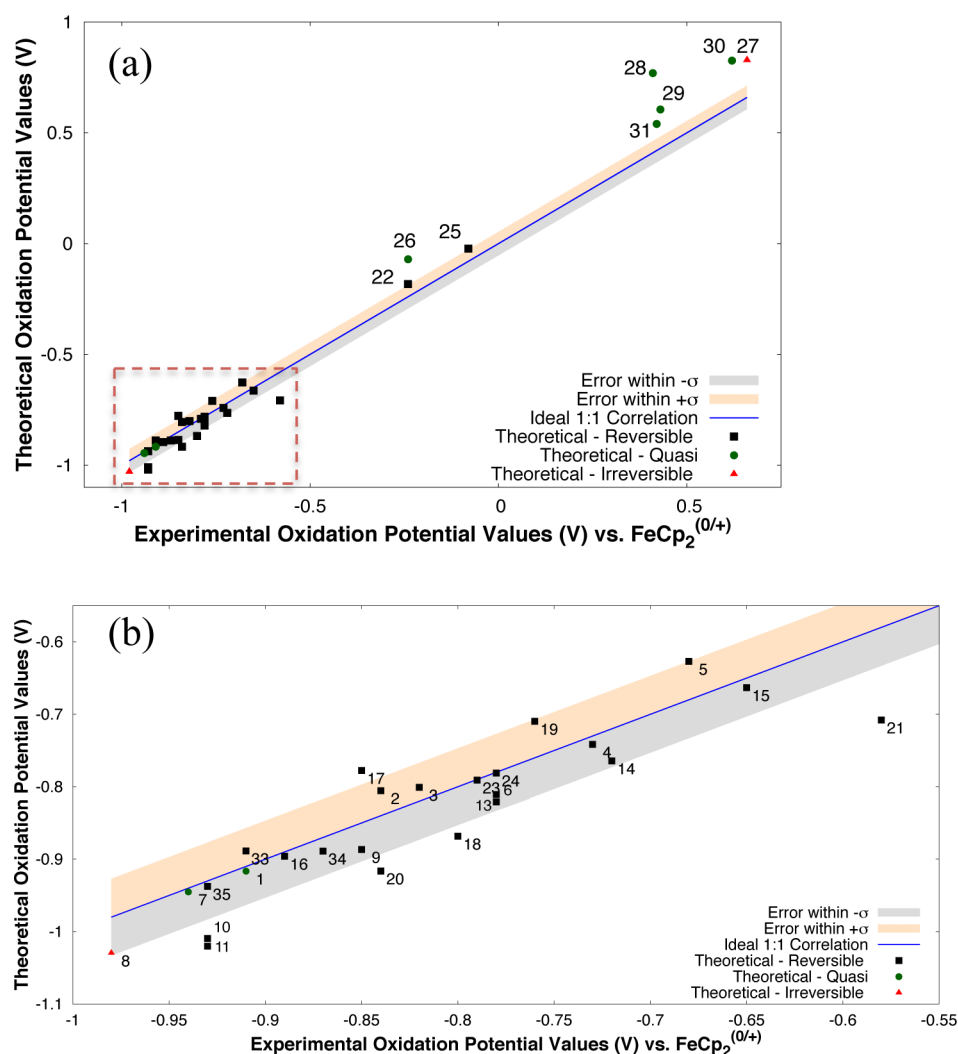 (a)
Theoretical Oxidation Potential Values (V)
1
0.5
0
-0.5
-1
30 27
28
29
31
25
26
22
Error within -σ
Error within +σ
Ideal 1:1 Correlation
Theoretical - Reversible
Theoretical - Quasi
Theoretical - Irreversible
-1 -0.5 0 0.5
Experimental Oxidation Potential Values (V) vs. FeCp2(0/+)
(b)
Theoretical Oxidation Potential Values (V)
-0.6
-0.7
-0.8
-0.9
-1
-1.1
5
15
21
19
4
14
17
24
2 3 23 6
13
18
33 16 34 9
20
1
7 35
10
8 11
Error within -σ
Error within +σ
Ideal 1:1 Correlation
Theoretical - Reversible
Theoretical - Quasi
Theoretical - Irreversible
-1 -0.95 -0.9 -0.85 -0.8 -0.75 -0.7 -0.65 -0.6 -0.55
Experimental Oxidation Potential Values (V) vs. FeCp2(0/+)